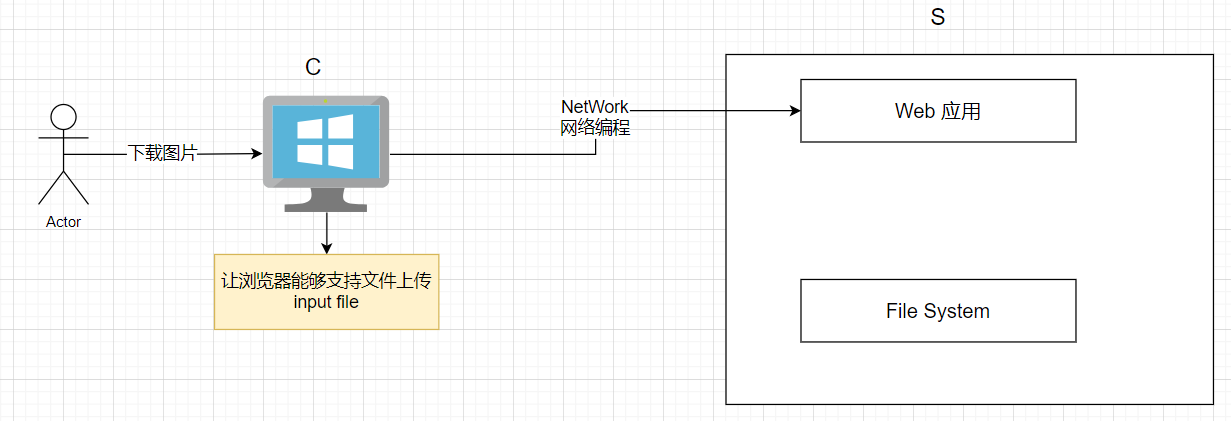 S
C
NetWork
网络编程
Web 应用
下载图片
Actor
让浏览器能够支持文件上传
input file
File System